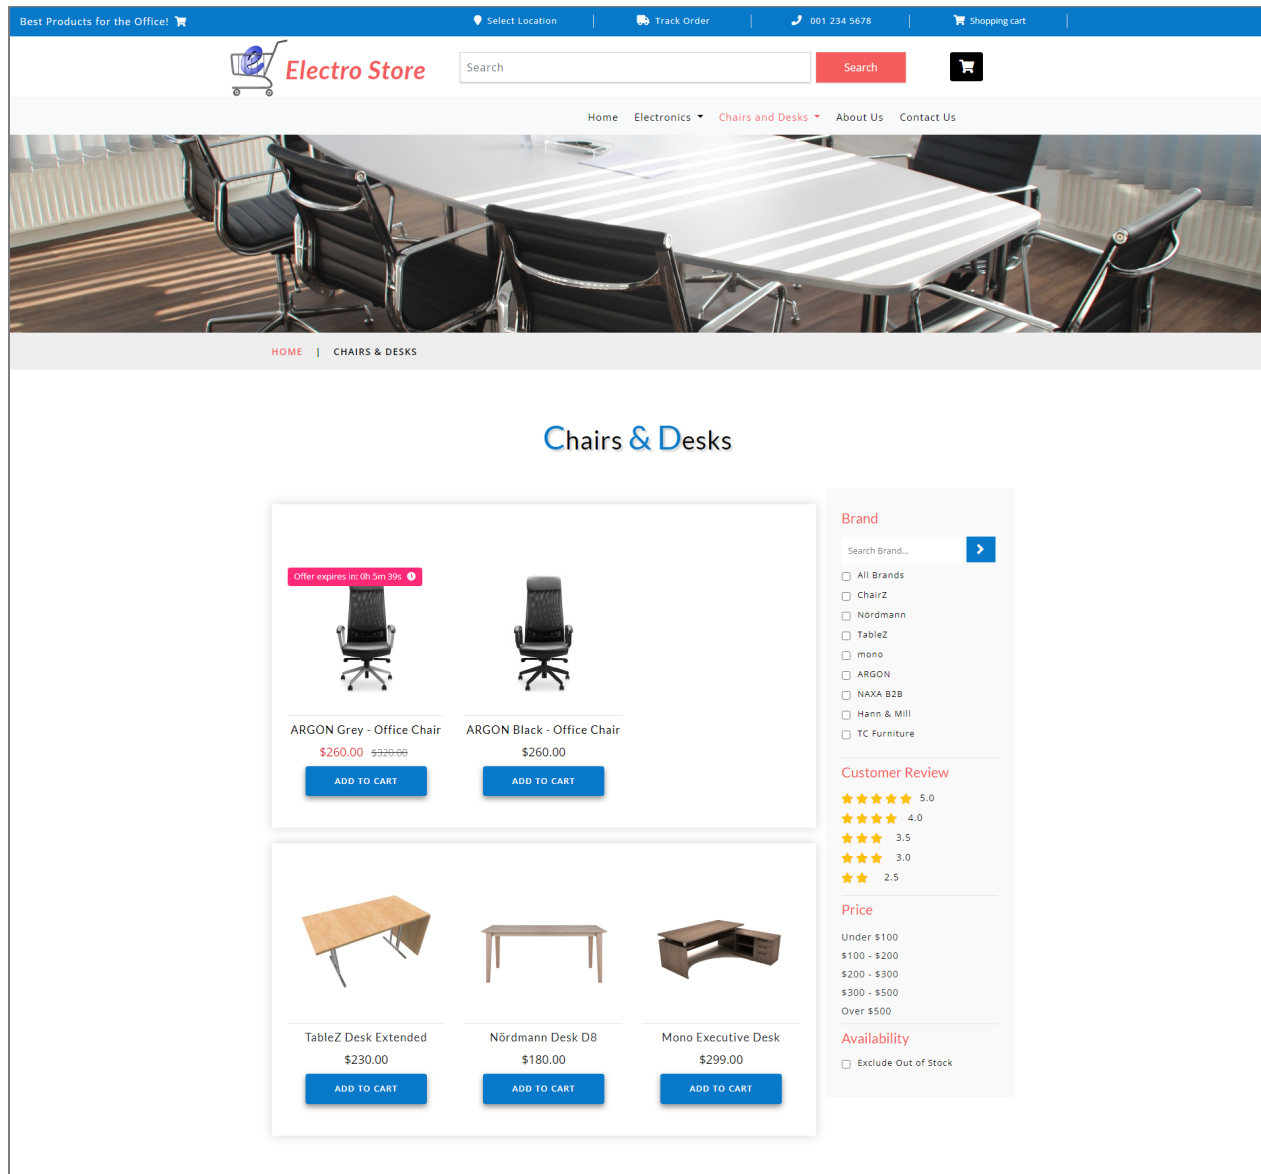 Best Products for the Office!
Select Location
Track Order
001 234 5678
Shopping cart
Electro Store
Search
Search
Home
Electronics
Chairs and Desks
About Us
Contact Us
HOME | CHAIRS & DESKS
Chairs & Desks
Offer expires in: 0h 5m 39s
ARGON Grey - Office Chair
$260.00 $320.00
ADD TO CART
ARGON Black - Office Chair
$260.00
ADD TO CART
TableZ Desk Extended
$230.00
ADD TO CART
Nördmann Desk D8
$180.00
ADD TO CART
Mono Executive Desk
$299.00
ADD TO CART
Brand
Search Brand...
All Brands
ChairZ
Nördmann
TableZ
mono
ARGON
NAXA B2B
Hann & Mill
TC Furniture
Customer Review
5.0
4.0
3.5
3.0
2.5
Price
Under $100
$100 - $200
$200 - $300
$300 - $500
Over $500
Availability
Exclude Out of Stock